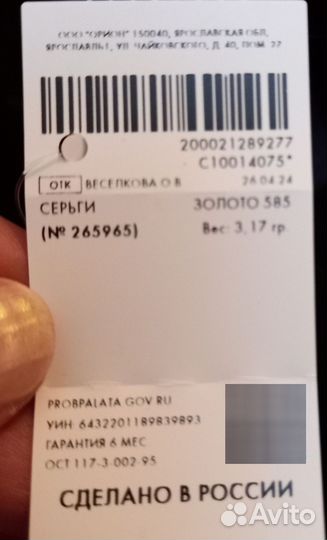 ООО "ОРИОН" 150040, ЯРОСЛАВСКАЯ ОБЛ,
ЯРОСЛАВЛЬ Г, УЛ. ЧАЙКОВСКОГО, Д. 40, ПОМ. 27
200021289277
С10014075*
ОТК ВЕСЕЛКОВА О В 26.04.24
СЕРЬГИ ЗОЛОТО 585
(№ 265965) Вес: 3,17 гр.
PROBPALATA GOV RU
УИН 6432201189839893
ГАРАНТИЯ 6 МЕС
ОСТ 117-3-002-95
СДЕЛАНО В РОССИИ
Avito